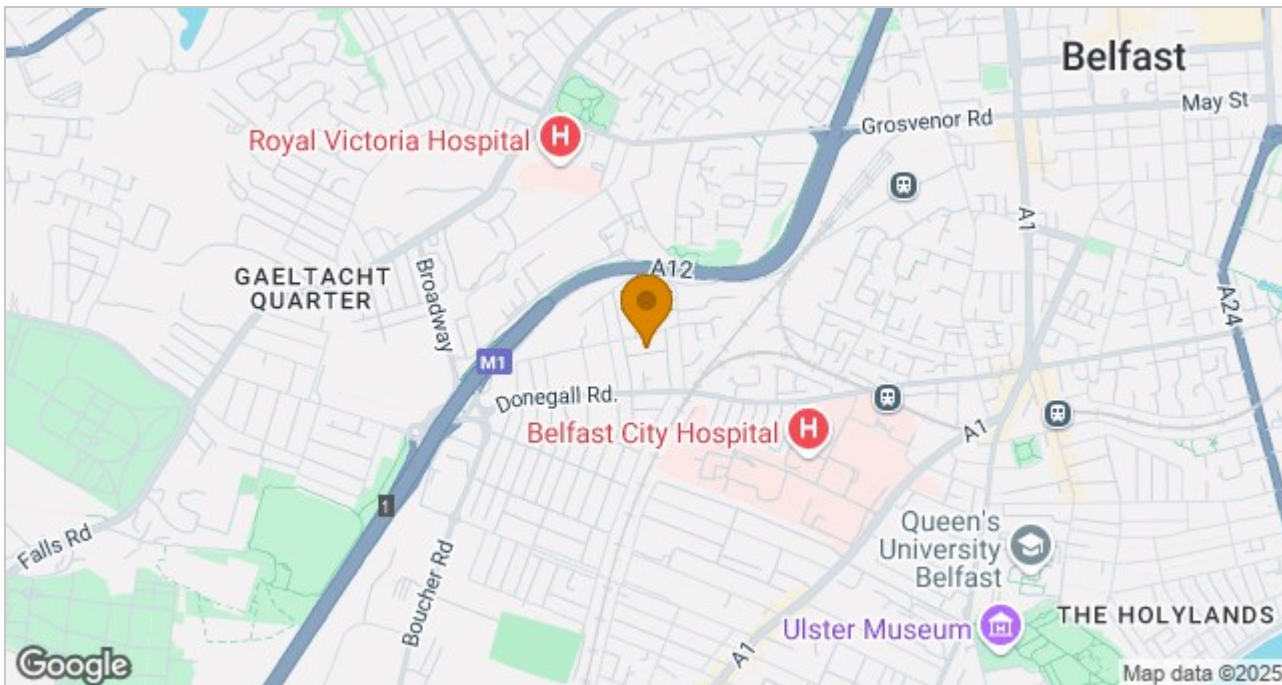 Belfast
May St
Grosvenor Rd
Royal Victoria Hospital
H
A1
A12
GAELTACHT
QUARTER
Broadway
A24
M1
Donegall Rd.
Belfast City Hospital
H
A1
1
Falls Rd
Boucher Rd
Queen's
University
Belfast
THE HOLYLANDS
Ulster Museum
A1
Google
Map data ©2025